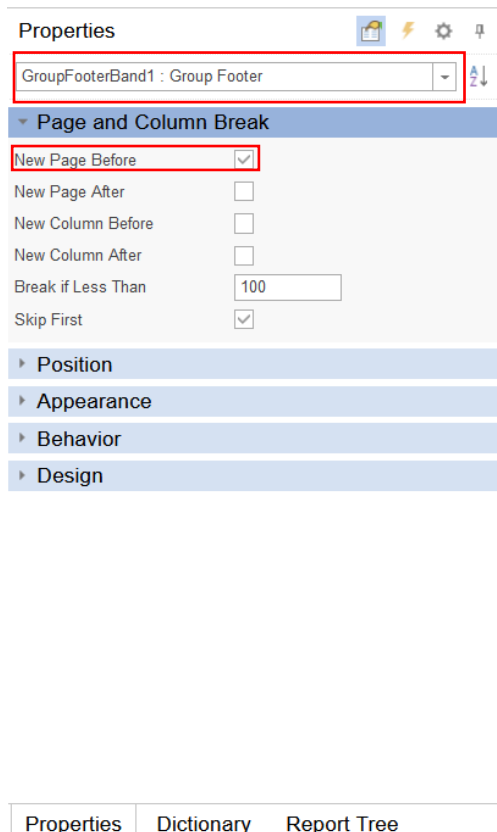 Properties
GroupFooterBand1 : Group Footer
Page and Column Break
New Page Before
New Page After
New Column Before
New Column After
Break if Less Than 100
Skip First
Position
Appearance
Behavior
Design
Properties Dictionary Report Tree